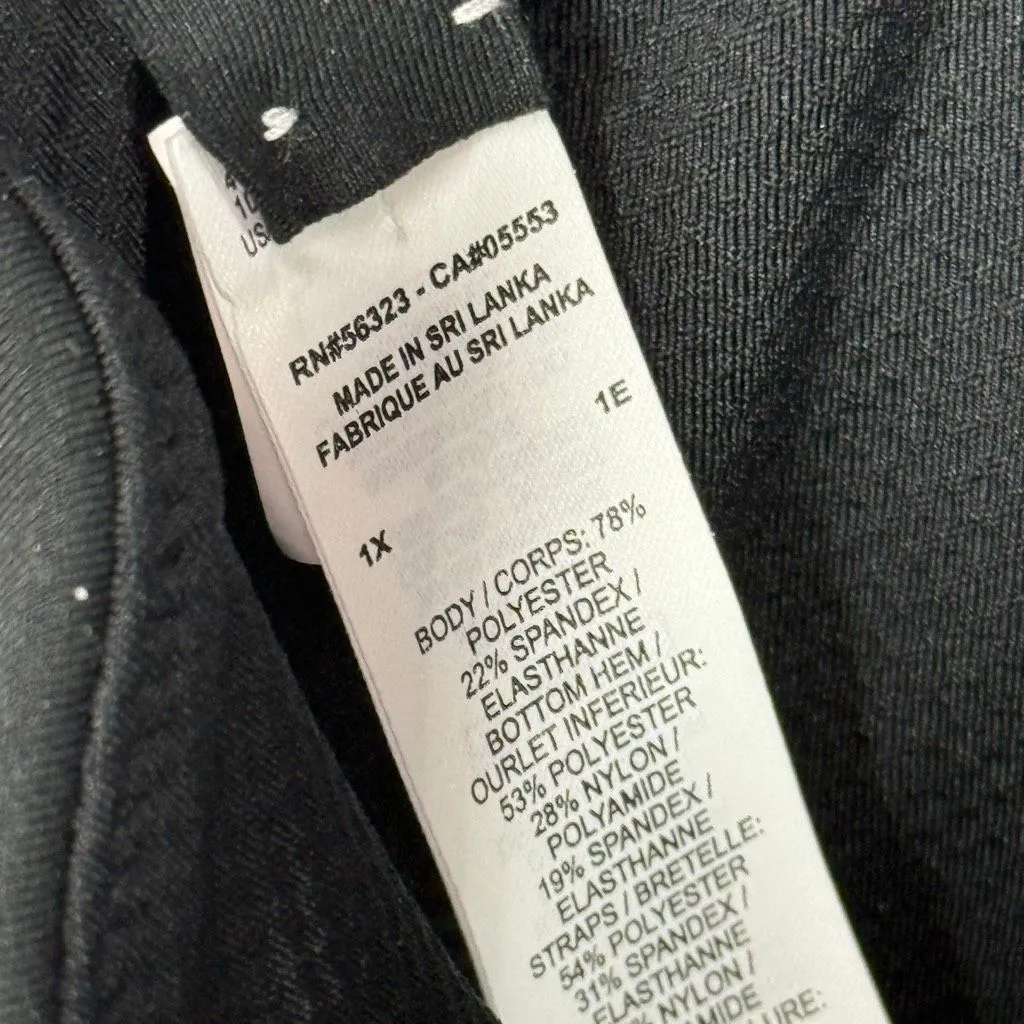 US
RN#56323 - CA#05553
MADE IN SRI LANKA
FABRIQUE AU SRI LANKA
1E
1X
BODY / CORPS: 78%
POLYESTER
22% SPANDEX /
ELASTHANNE
BOTTOM HEM /
OURLET INFERIEUR:
53% POLYESTER
28% NYLON /
POLYAMIDE
19% SPANDEX /
ELASTHANNE
STRAPS / BRETELLE:
54% POLYESTER
31% SPANDEX /
ELASTHANNE
% NYLON /